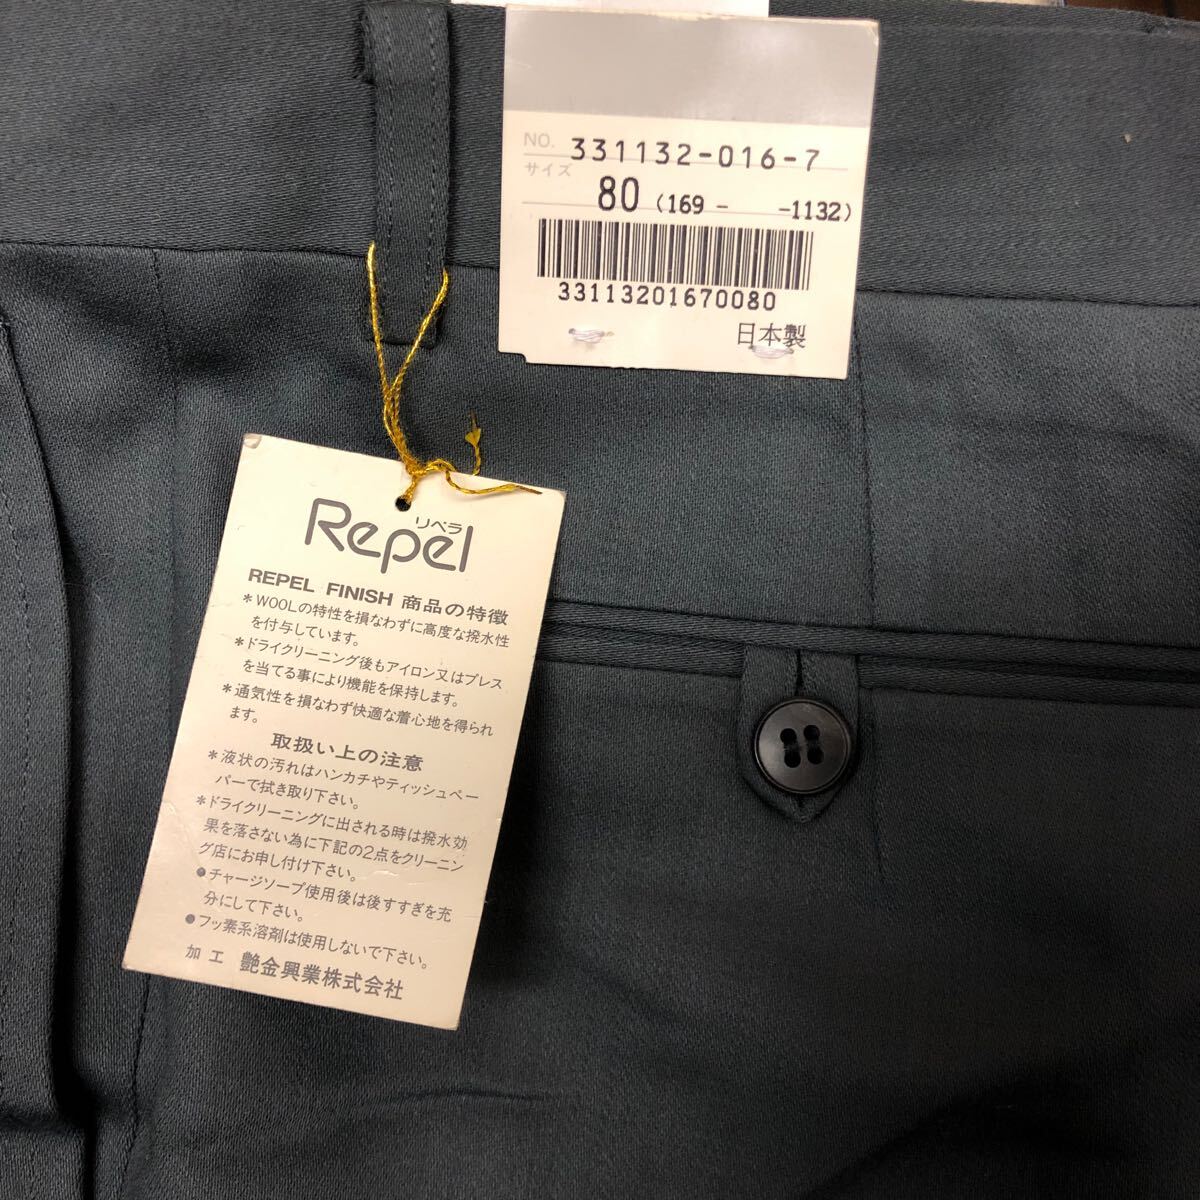 NO. 331132-016-7
サイズ 80 (169 - -1132)
33113201670080
日本製
リペラ
Repel
REPEL FINISH 商品の特徴
*WOOLの特性を損なわずに高度な撥水性
を付与しています。
*ドライクリーニング後もアイロン又はプレス
を当てる事により機能を保持します。
*通気性を損なわず快適な着心地を得られ
ます。
取扱い上の注意
*液状の汚れはハンカチやティッシュペー
パーで拭き取り下さい。
*ドライクリーニングに出される時は撥水効
果を落さない為に下記の2点をクリーニン
グ店にお申し付け下さい。
●チャージソープ使用後は後すすぎを充
分にして下さい。
●フッ素系溶剤は使用しないで下さい。
加工 艶金興業株式会社